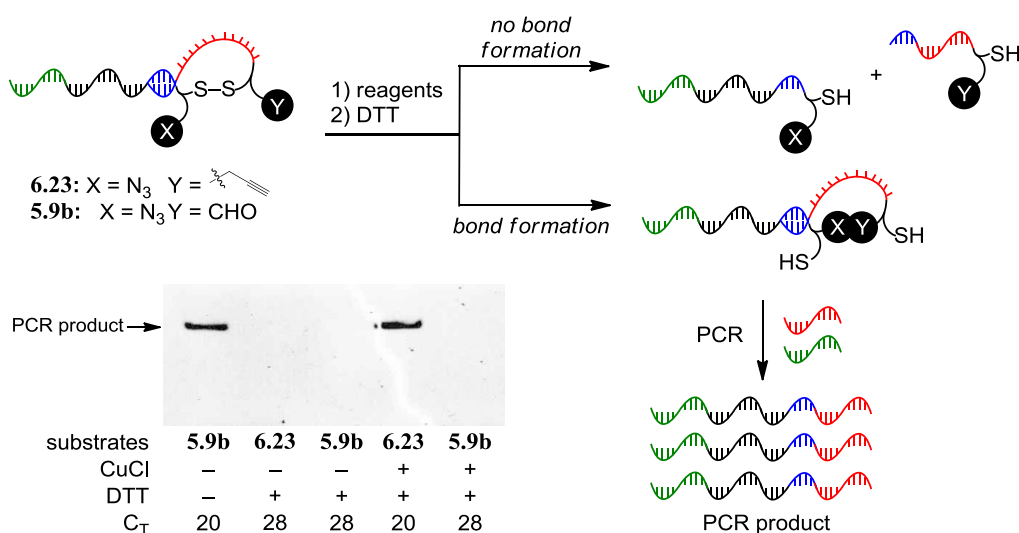 no bond
formation
S–S
Y
X
1) reagents
2) DTT
SH
X
+
SH
Y
6.23: X = N3 Y =
5.9b: X = N3 Y = CHO
bond formation
X Y
SH
HS
PCR product
PCR
substrates 5.9b 6.23 5.9b 6.23 5.9b
CuCl – – – + +
DTT – + + + +
CT 20 28 28 20 28
PCR product